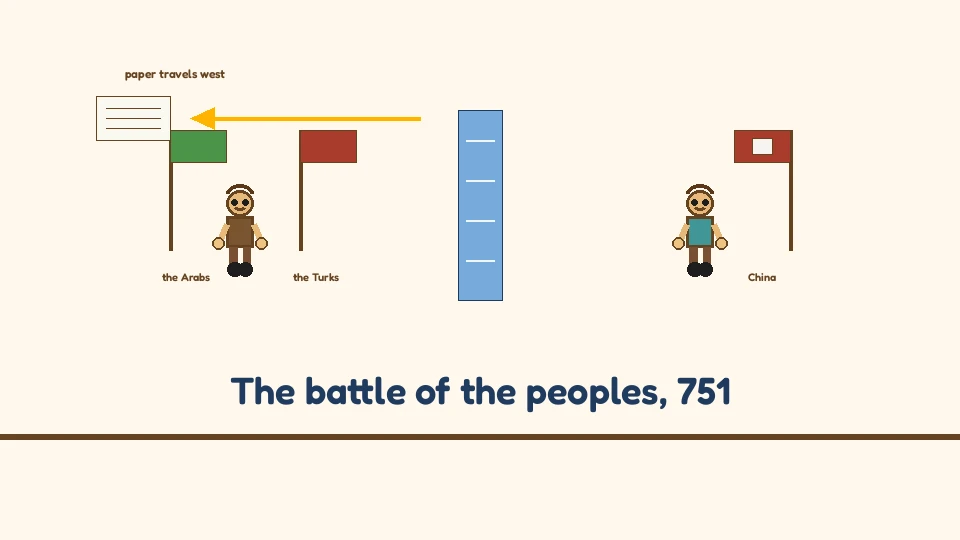 paper travels west
the Arabs
the Turks
China
The battle of the peoples, 751